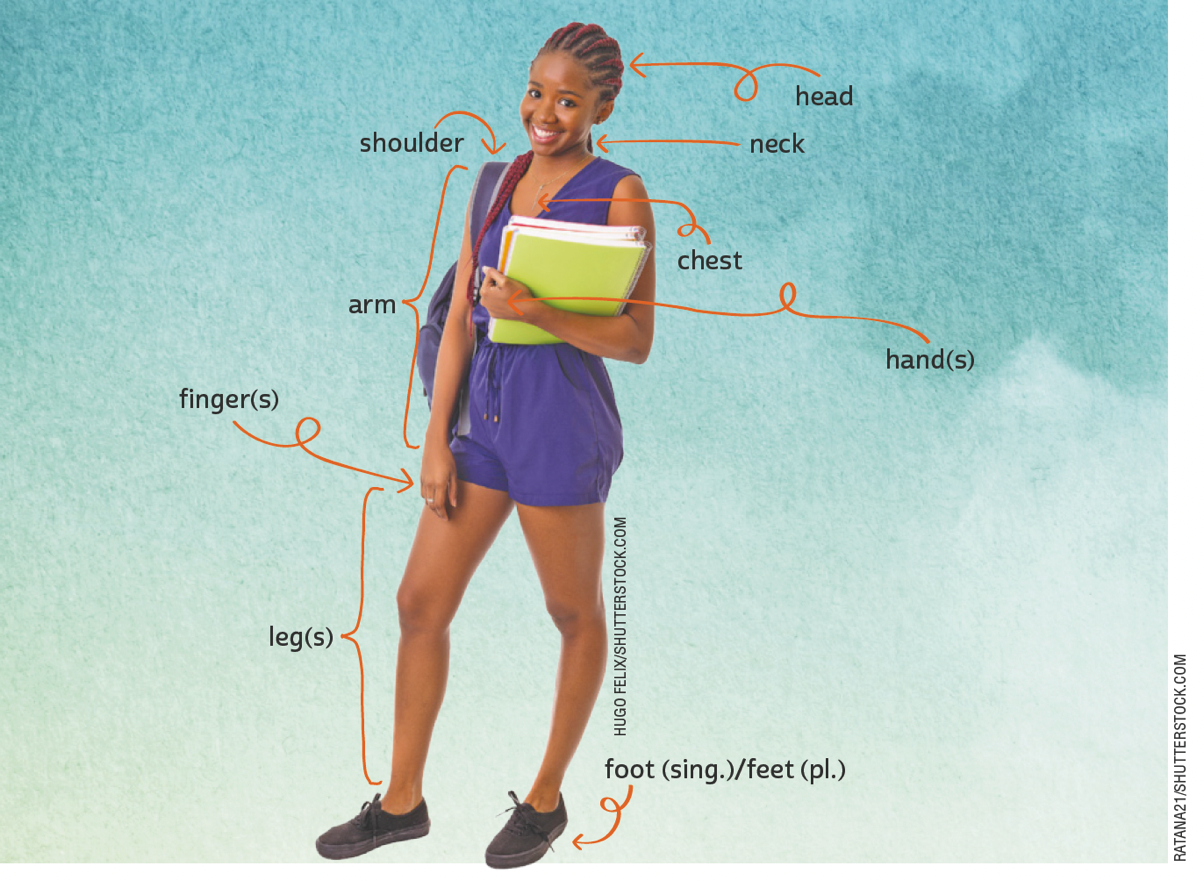 head
shoulder
neck
chest
arm
hand(s)
finger(s)
leg(s)
foot (sing.)/feet (pl.)
HUGO FELIX/SHUTTERSTOCK.COM
RATANA21/SHUTTERSTOCK.COM